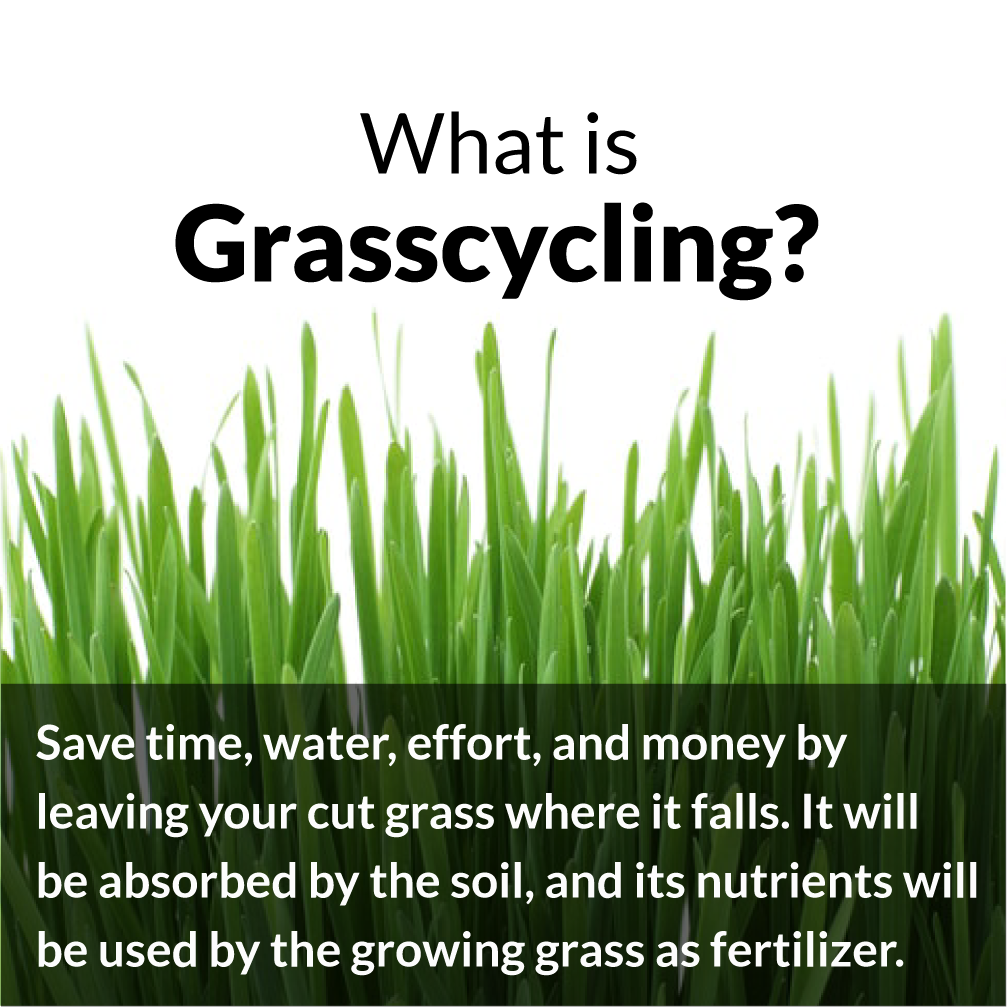 What is
Grasscycling?
Save time, water, effort, and money by
leaving your cut grass where it falls. It will
be absorbed by the soil, and its nutrients will
be used by the growing grass as fertilizer.